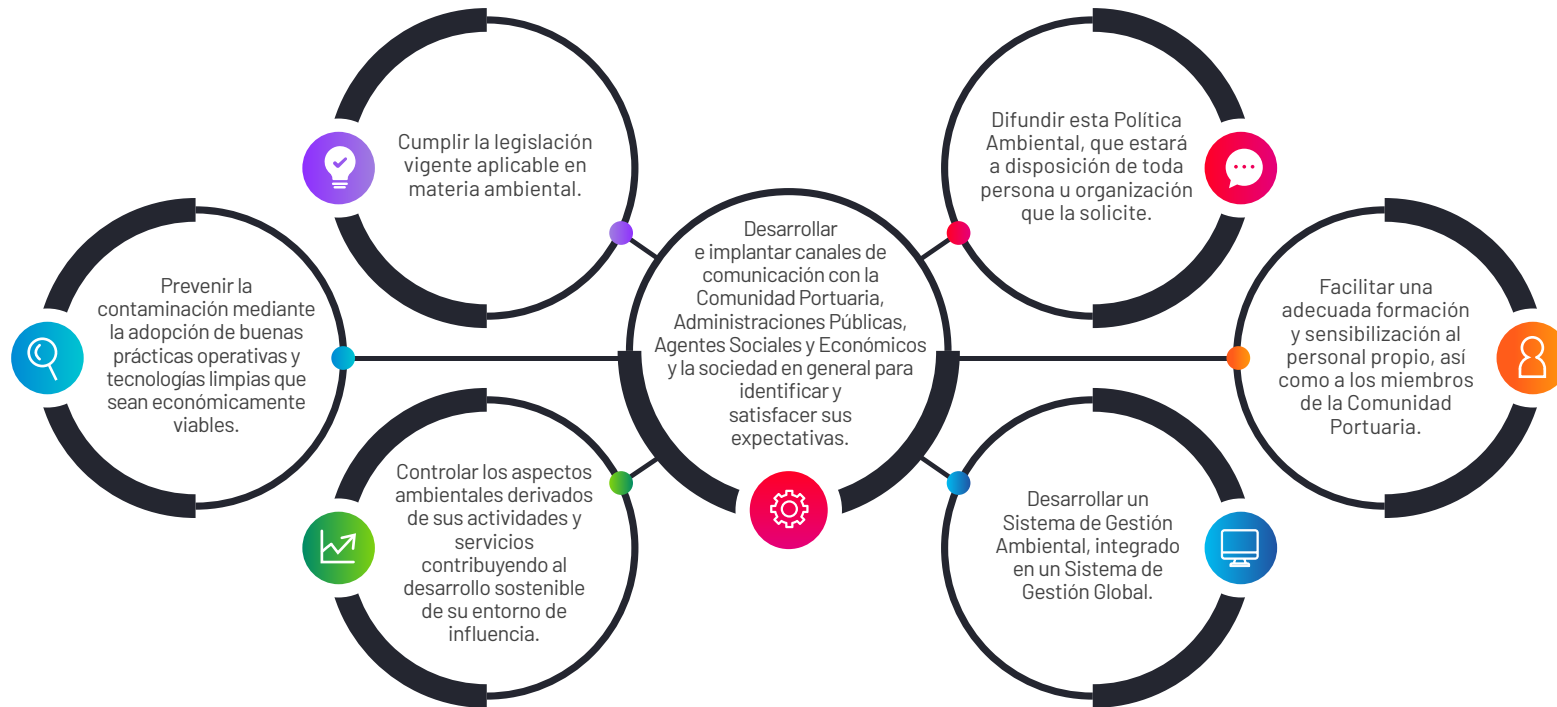 Cumplir la legislación
vigente aplicable en
materia ambiental.
Difundir esta Política
Ambiental, que estará
a disposición de toda
persona u organización
que la solicite.
Prevenir la
contaminación mediante
la adopción de buenas
prácticas operativas y
tecnologías limpias que
sean económicamente
viables.
Desarrollar
e implantar canales de
comunicación con la
Comunidad Portuaria,
Administraciones Públicas,
Agentes Sociales y Económicos
y la sociedad en general para
identificar y
satisfacer sus
expectativas.
Facilitar una
adecuada formación
y sensibilización al
personal propio, así
como a los miembros
de la Comunidad
Portuaria.
Controlar los aspectos
ambientales derivados
de sus actividades y
servicios
contribuyendo al
desarrollo sostenible
de su entorno de
influencia.
Desarrollar un
Sistema de Gestión
Ambiental, integrado
en un Sistema de
Gestión Global.